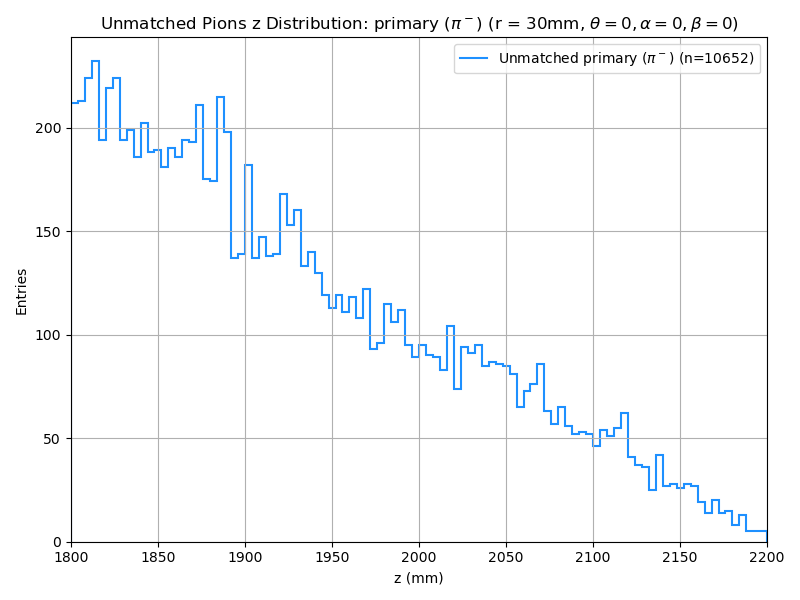 Unmatched Pions z Distribution: primary (π⁻) (r = 30mm, θ = 0, α = 0, β = 0)
Unmatched primary (π⁻) (n=10652)
Entries
200
150
100
50
0
1800 1850 1900 1950 2000 2050 2100 2150 2200
z (mm)